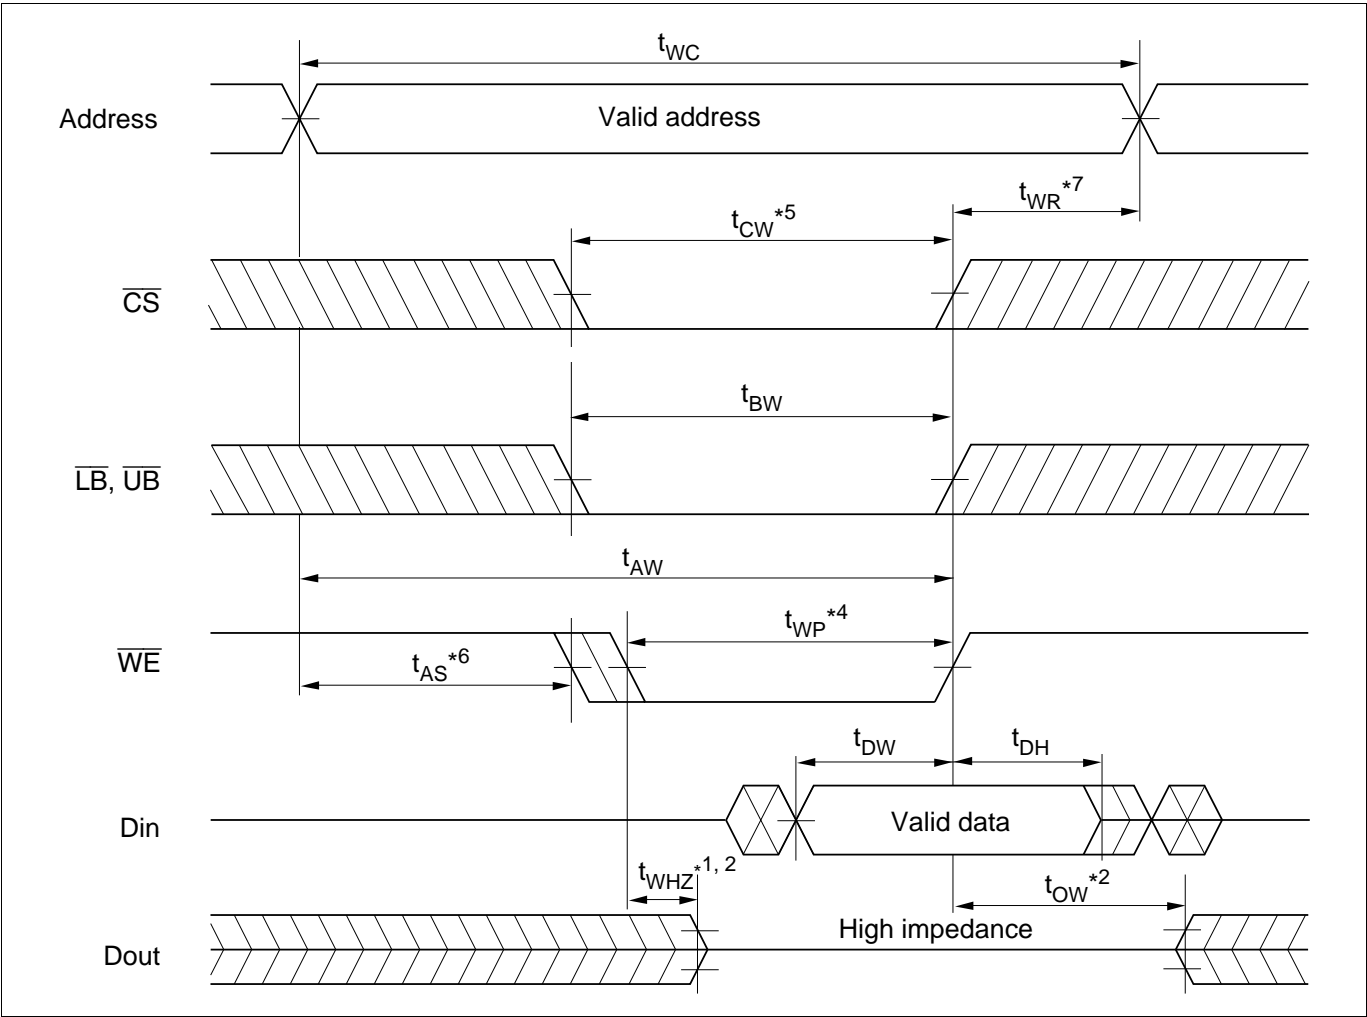 tWC
Address
Valid address
tWR*7
tCW*5
CS
tBW
LB, UB
tAW
tWP*4
WE
tAS*6
tDW
tDH
Din
Valid data
tWHZ*1, 2
tOW*2
High impedance
Dout